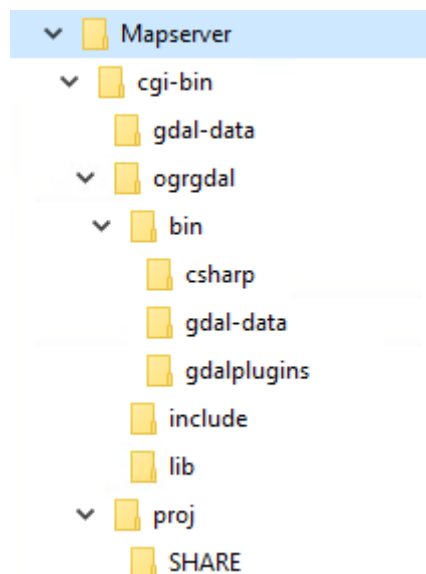 Mapserver
cgi-bin
gdal-data
ogrgdal
bin
csharp
gdal-data
gdalplugins
include
lib
proj
SHARE